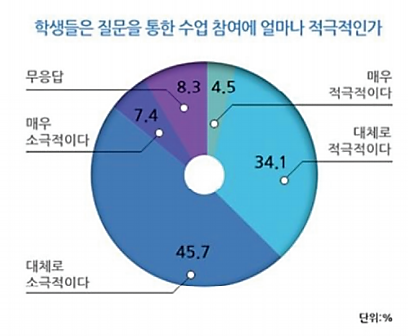 학생들은 질문을 통한 수업 참여에 얼마나 적극적인가
무응답
8.3
4.5
매우
적극적이다
매우
소극적이다
7.4
대체로
적극적이다
34.1
45.7
대체로
소극적이다
단위:%